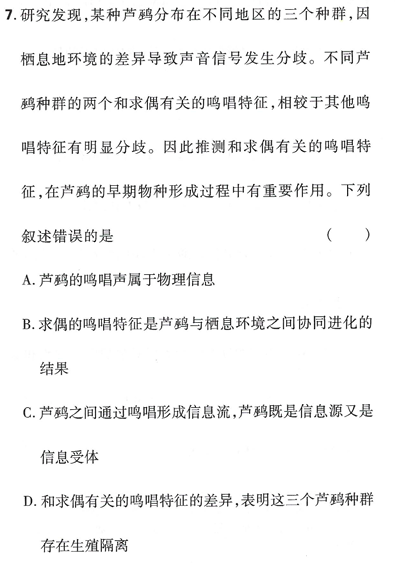 7.研究发现,某种芦鹀分布在不同地区的三个种群,因
栖息地环境的差异导致声音信号发生分歧。不同芦
鹀种群的两个和求偶有关的鸣唱特征,相较于其他鸣
唱特征有明显分歧。因此推测和求偶有关的鸣唱特
征,在芦鹀的早期物种形成过程中有重要作用。下列
叙述错误的是 ( )
A.芦鹀的鸣唱声属于物理信息
B.求偶的鸣唱特征是芦鹀与栖息环境之间协同进化的
结果
C.芦鹀之间通过鸣唱形成信息流,芦鹀既是信息源又是
信息受体
D.和求偶有关的鸣唱特征的差异,表明这三个芦鹀种群
存在生殖隔离